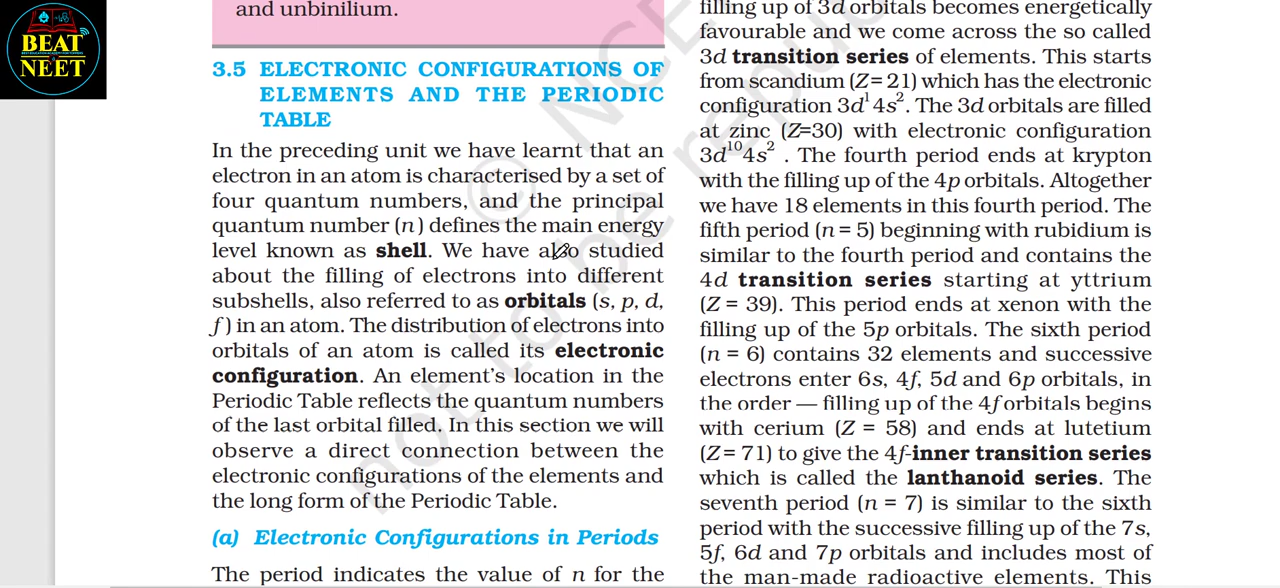 BEAT
NEET
and unbinilium.
3.5 ELECTRONIC CONFIGURATIONS OF
ELEMENTS AND THE PERIODIC
TABLE
In the preceding unit we have learnt that an
electron in an atom is characterised by a set of
four quantum numbers, and the principal
quantum number (n) defines the main energy
level known as shell. We have also studied
about the filling of electrons into different
subshells, also referred to as orbitals (s, p, d,
f) in an atom. The distribution of electrons into
orbitals of an atom is called its electronic
configuration. An element's location in the
Periodic Table reflects the quantum numbers
of the last orbital filled. In this section we will
observe a direct connection between the
electronic configurations of the elements and
the long form of the Periodic Table.
(a) Electronic Configurations in Periods
The period indicates the value of n for the
filling up of 3d orbitals becomes energetically
favourable and we come across the so called
3d transition series of elements. This starts
from scandium (Z = 21) which has the electronic
configuration 3d¹4s². The 3d orbitals are filled
at zinc (Z=30) with electronic configuration
3d¹⁰4s² . The fourth period ends at krypton
with the filling up of the 4p orbitals. Altogether
we have 18 elements in this fourth period. The
fifth period (n = 5) beginning with rubidium is
similar to the fourth period and contains the
4d transition series starting at yttrium
(Z = 39). This period ends at xenon with the
filling up of the 5p orbitals. The sixth period
(n = 6) contains 32 elements and successive
electrons enter 6s, 4f, 5d and 6p orbitals, in
the order — filling up of the 4f orbitals begins
with cerium (Z = 58) and ends at lutetium
(Z = 71) to give the 4f-inner transition series
which is called the lanthanoid series. The
seventh period (n = 7) is similar to the sixth
period with the successive filling up of the 7s,
5f, 6d and 7p orbitals and includes most of
the man-made radioactive elements. This
© NCE
not to be repu